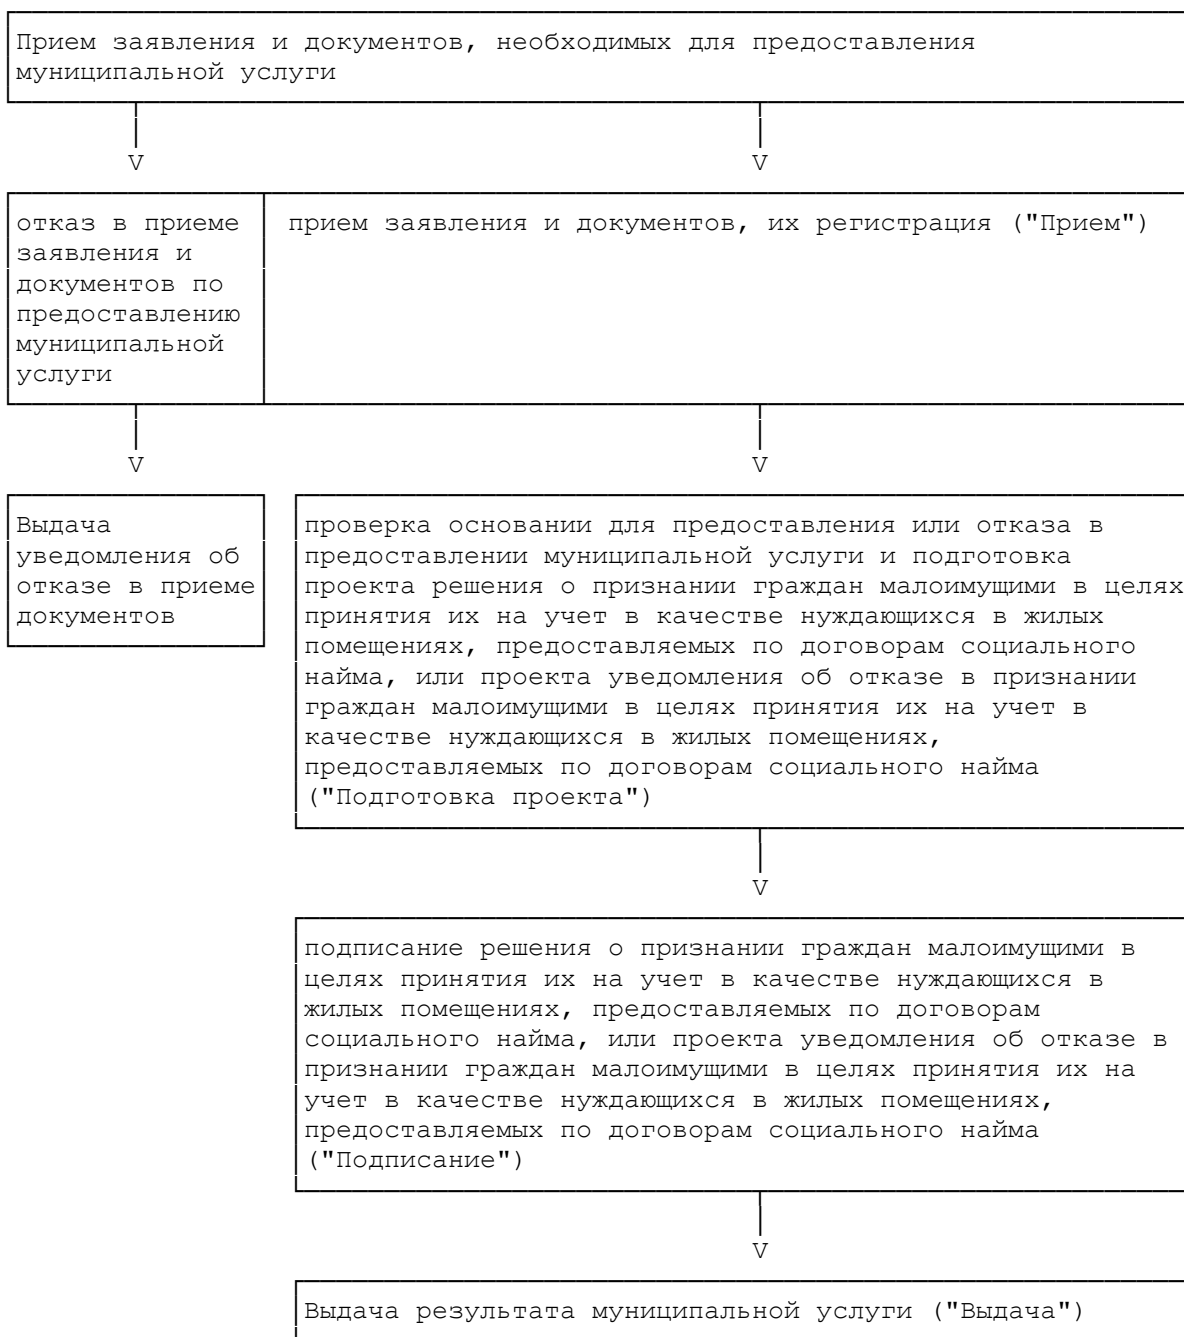 Прием заявления и документов, необходимых для предоставления
муниципальной услуги
V
V
отказ в приеме
заявления и
документов по
предоставлению
муниципальной
услуги
прием заявления и документов, их регистрация ("Прием")
V
V
Выдача
уведомления об
отказе в приеме
документов
проверка основании для предоставления или отказа в
предоставлении муниципальной услуги и подготовка
проекта решения о признании граждан малоимущими в целях
принятия их на учет в качестве нуждающихся в жилых
помещениях, предоставляемых по договорам социального
найма, или проекта уведомления об отказе в признании
граждан малоимущими в целях принятия их на учет в
качестве нуждающихся в жилых помещениях,
предоставляемых по договорам социального найма
("Подготовка проекта")
V
подписание решения о признании граждан малоимущими в
целях принятия их на учет в качестве нуждающихся в
жилых помещениях, предоставляемых по договорам
социального найма, или проекта уведомления об отказе в
признании граждан малоимущими в целях принятия их на
учет в качестве нуждающихся в жилых помещениях,
предоставляемых по договорам социального найма
("Подписание")
V
Выдача результата муниципальной услуги ("Выдача")